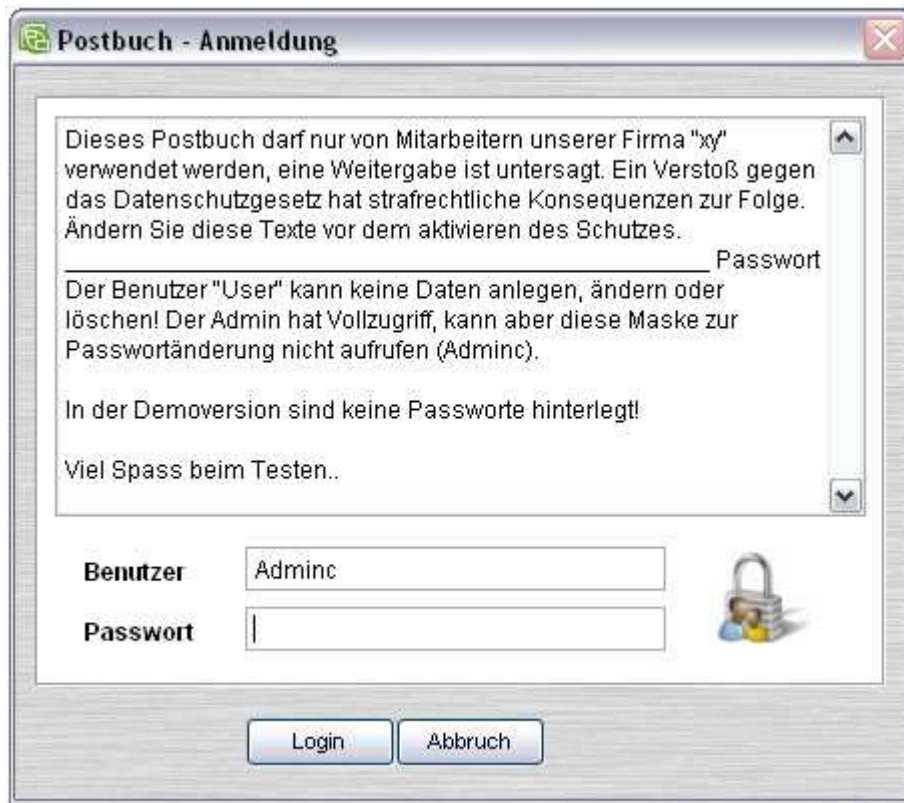 Postbuch - Anmeldung
Dieses Postbuch darf nur von Mitarbeitern unserer Firma "xy"
verwendet werden, eine Weitergabe ist untersagt. Ein Verstoß gegen
das Datenschutzgesetz hat strafrechtliche Konsequenzen zur Folge.
Ändern Sie diese Texte vor dem aktivieren des Schutzes.
________________________________________________ Passwort
Der Benutzer "User" kann keine Daten anlegen, ändern oder
löschen! Der Admin hat Vollzugriff, kann aber diese Maske zur
Passwortänderung nicht aufrufen (Adminc).
In der Demoversion sind keine Passworte hinterlegt!
Viel Spass beim Testen..
Benutzer Adminc
Passwort
Login Abbruch